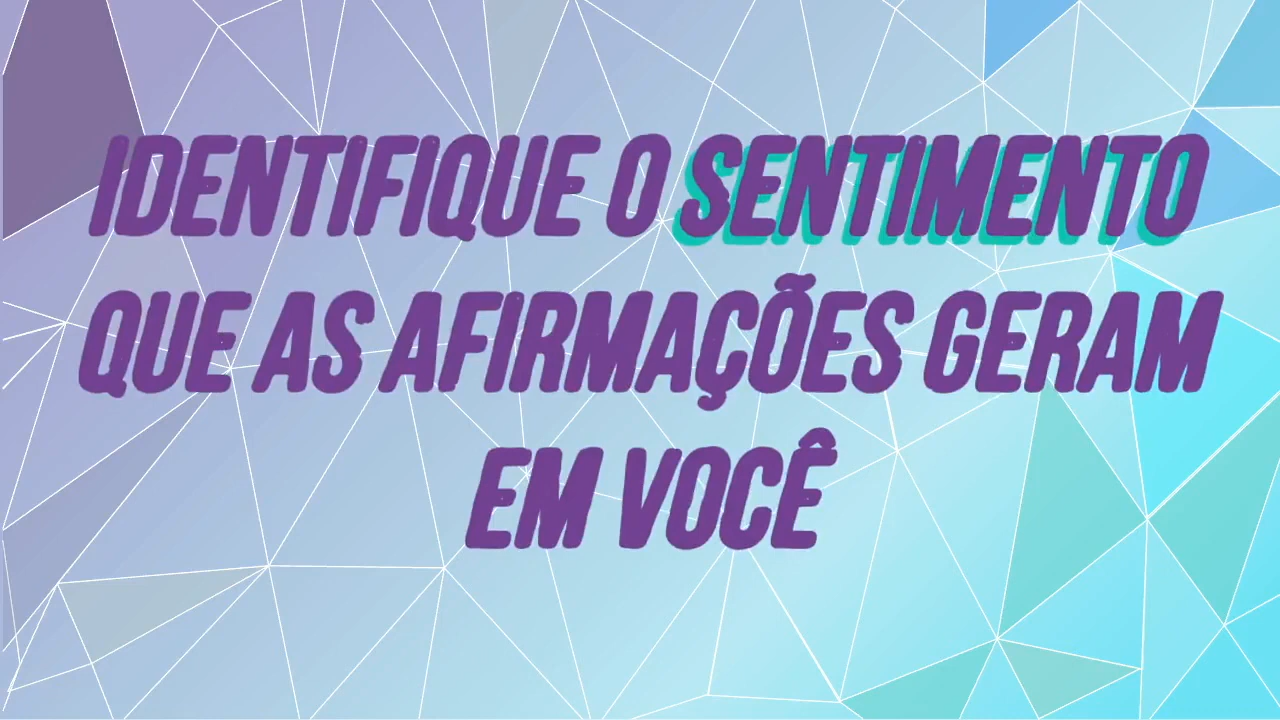 IDENTIFIQUE O SENTIMENTO
QUE AS AFIRMAÇÕES GERAM
EM VOCÊ